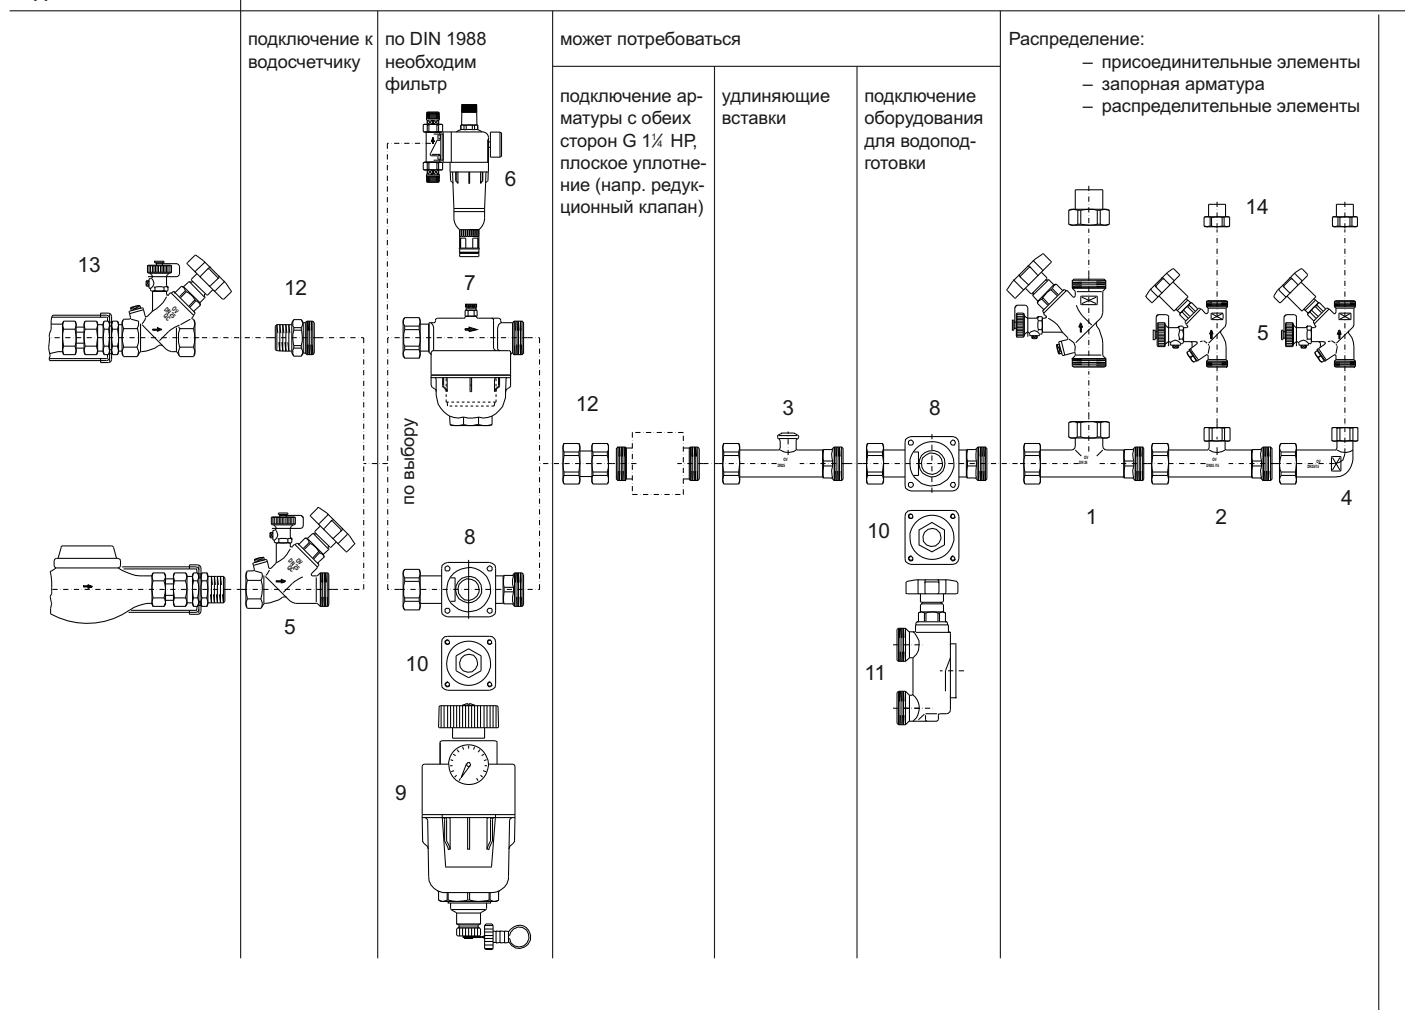 подключение к
водосчетчику
по DIN 1988
необходим
фильтр
может потребоваться
подключение ар-
матуры с обеих
сторон G 1¼ НР,
плоское уплотне-
ние (напр. редук-
ционный клапан)
удлиняющие
вставки
подключение
оборудования
для водопод-
готовки
Распределение:
– присоединительные элементы
– запорная арматура
– распределительные элементы
13
12
5
6
7
по выбору
8
10
9
12
3
8
10
11
14
5
1
2
4